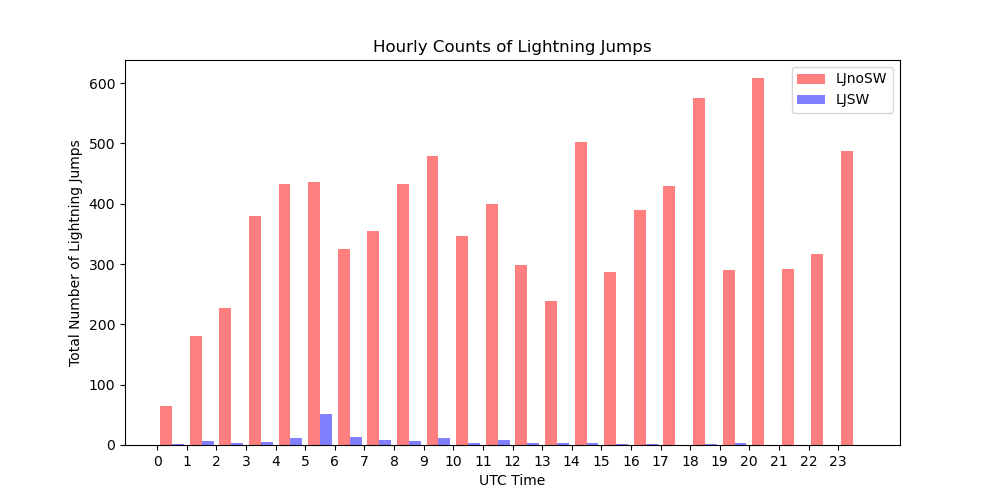 Hourly Counts of Lightning Jumps
LJnoSW
LJSW
Total Number of Lightning Jumps
600
500
400
300
200
100
0
0 1 2 3 4 5 6 7 8 9 10 11 12 13 14 15 16 17 18 19 20 21 22 23
UTC Time